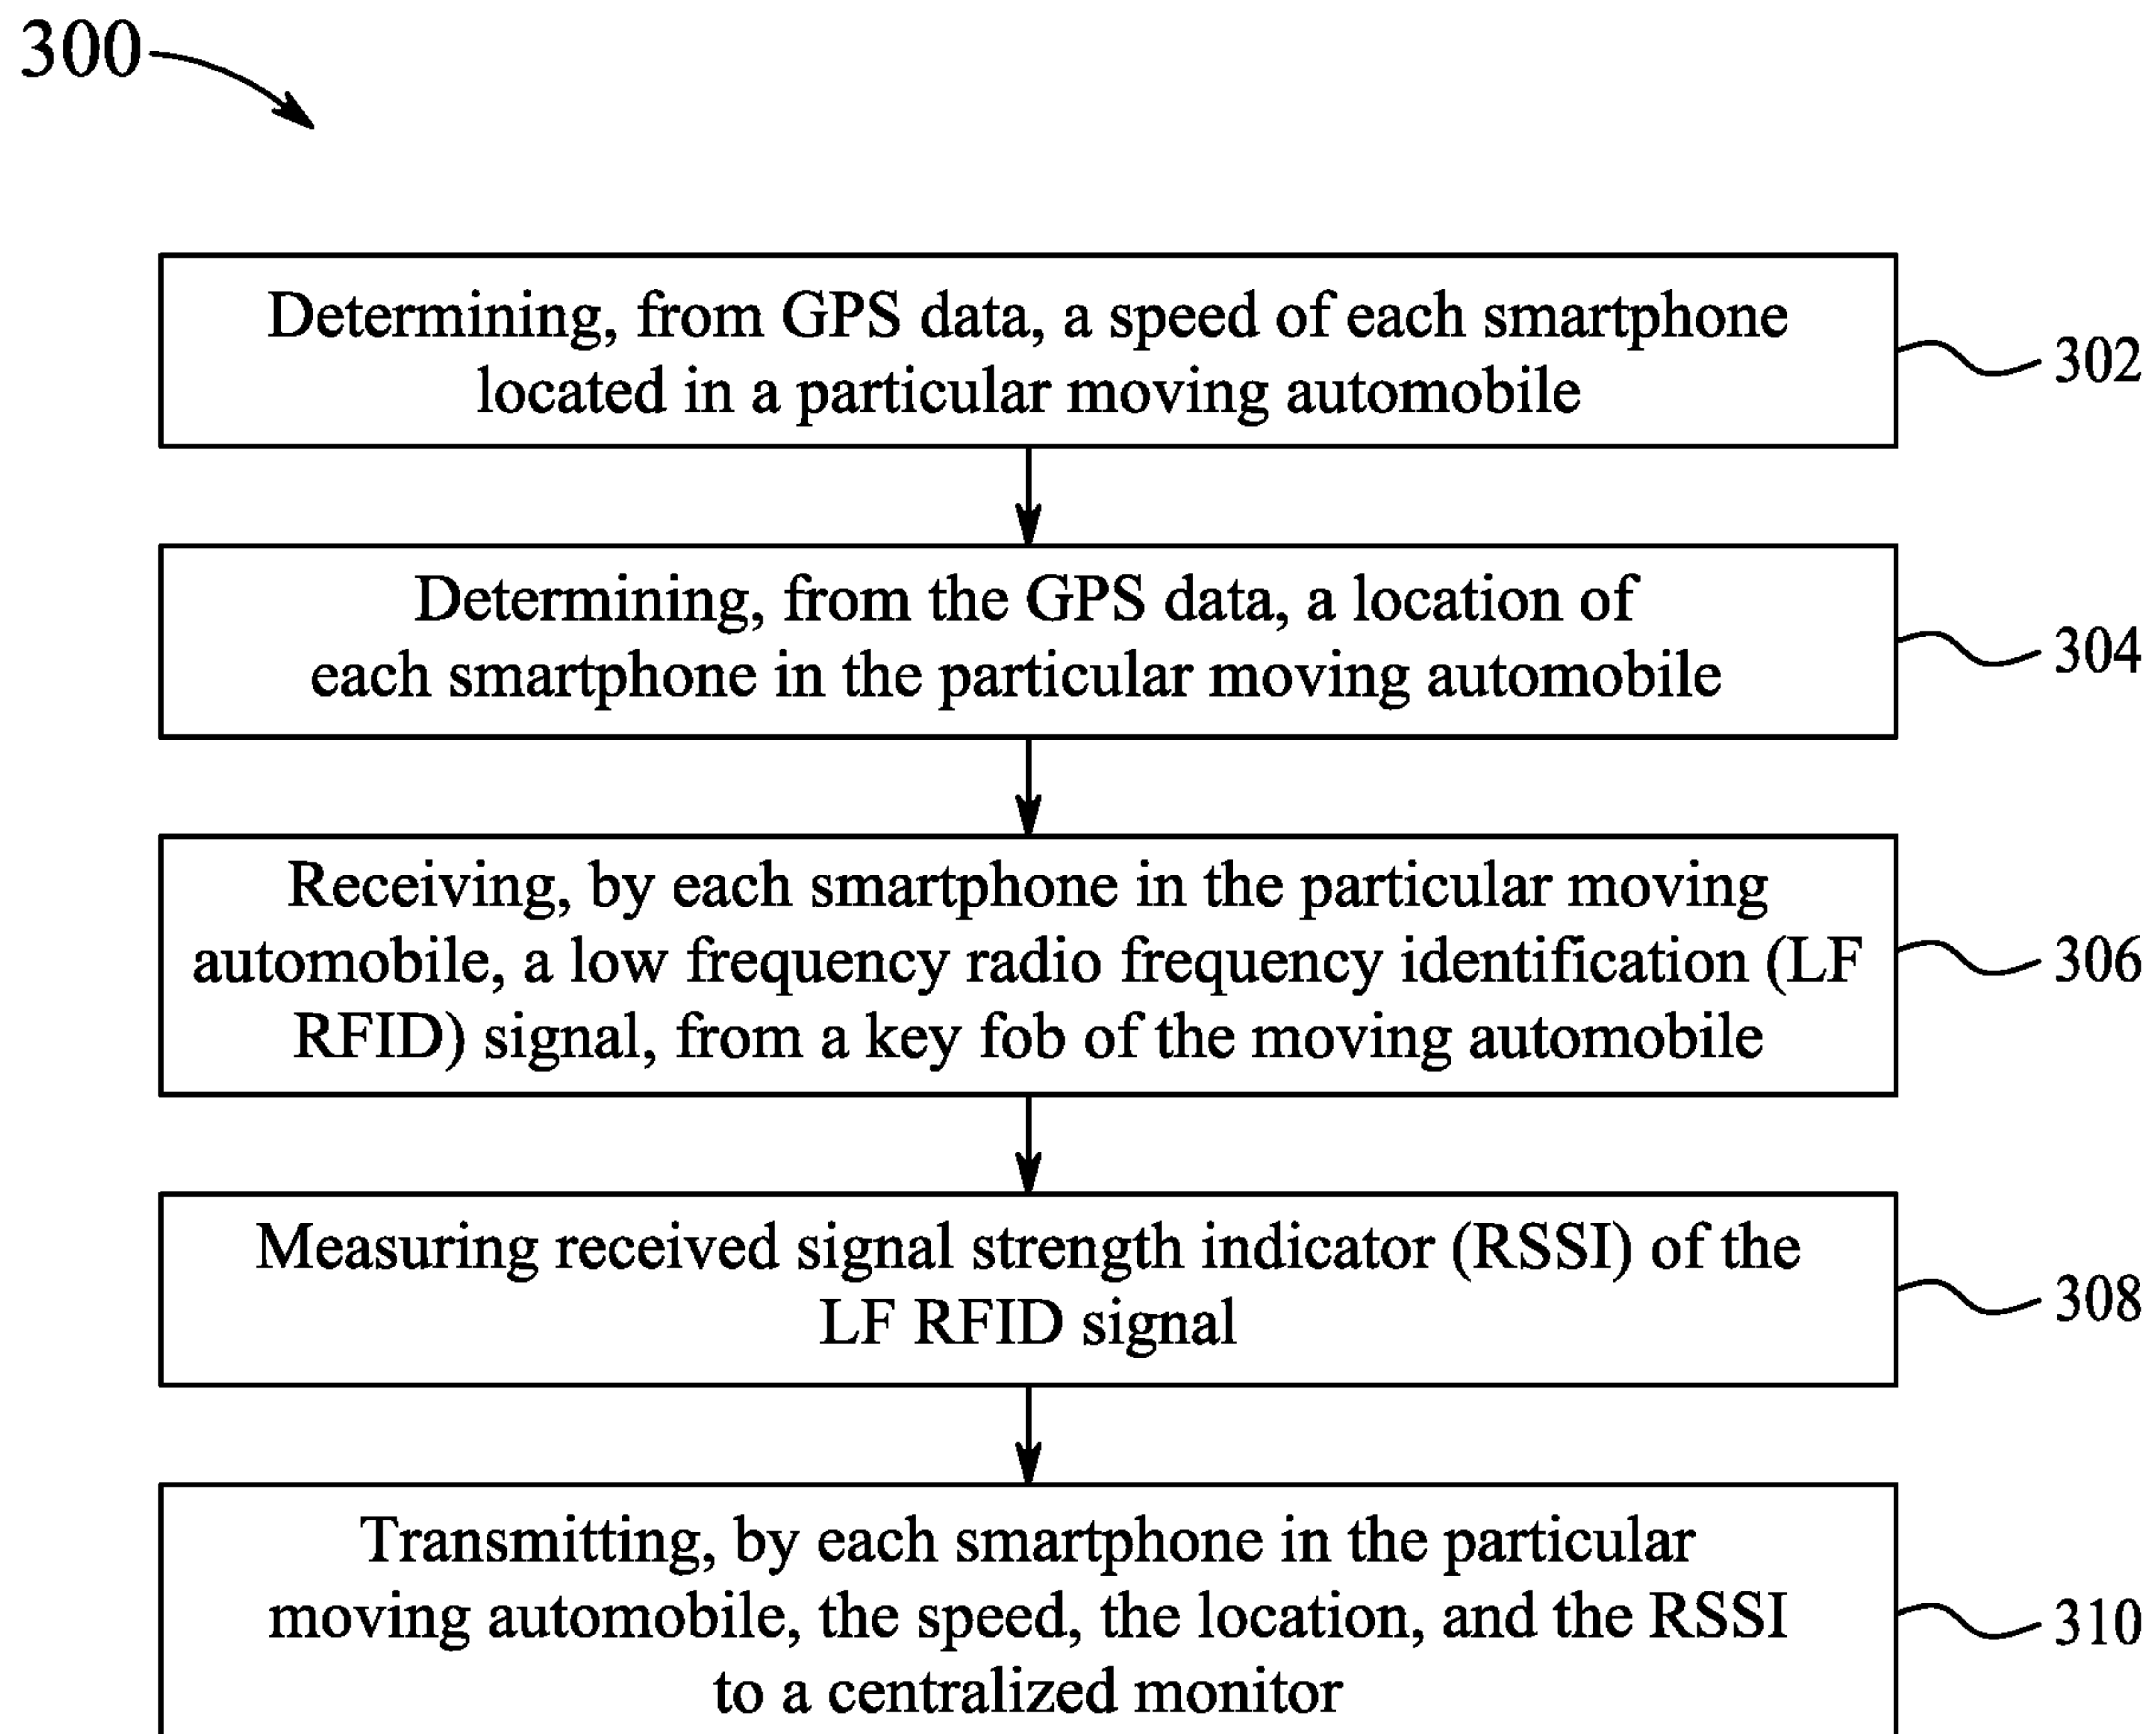 300
Determining, from GPS data, a speed of each smartphone
located in a particular moving automobile
302
Determining, from the GPS data, a location of
each smartphone in the particular moving automobile
304
Receiving, by each smartphone in the particular moving
automobile, a low frequency radio frequency identification (LF
RFID) signal, from a key fob of the moving automobile
306
Measuring received signal strength indicator (RSSI) of the
LF RFID signal
308
Transmitting, by each smartphone in the particular
moving automobile, the speed, the location, and the RSSI
to a centralized monitor
310